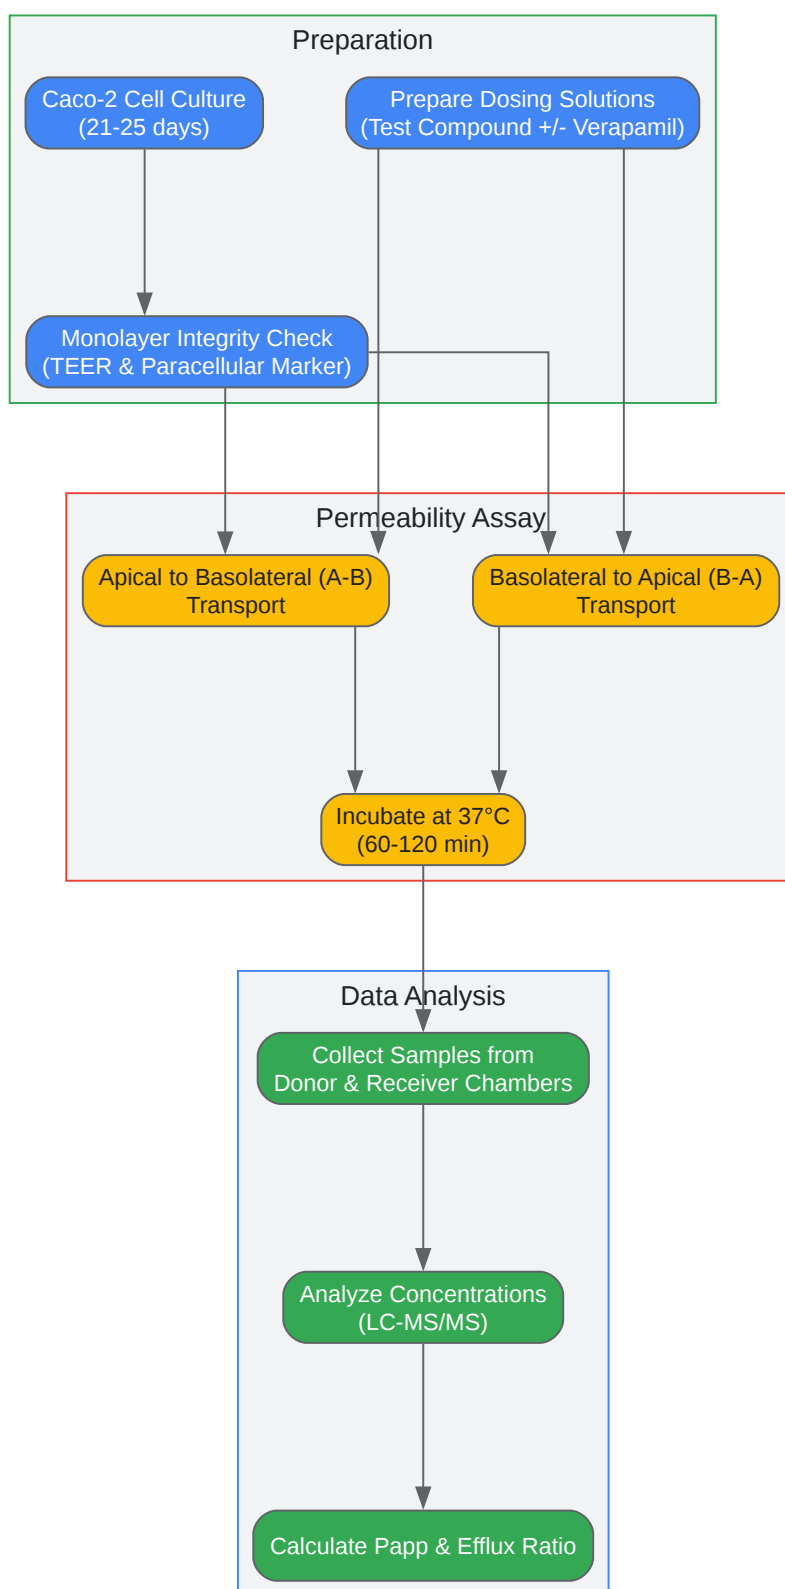 Preparation
Caco-2 Cell Culture
(21-25 days)
Prepare Dosing Solutions
(Test Compound +/- Verapamil)
Monolayer Integrity Check
(TEER & Paracellular Marker)
Permeability Assay
Apical to Basolateral (A-B)
Transport
Basolateral to Apical (B-A)
Transport
Incubate at 37°C
(60-120 min)
Data Analysis
Collect Samples from
Donor & Receiver Chambers
Analyze Concentrations
(LC-MS/MS)
Calculate Papp & Efflux Ratio